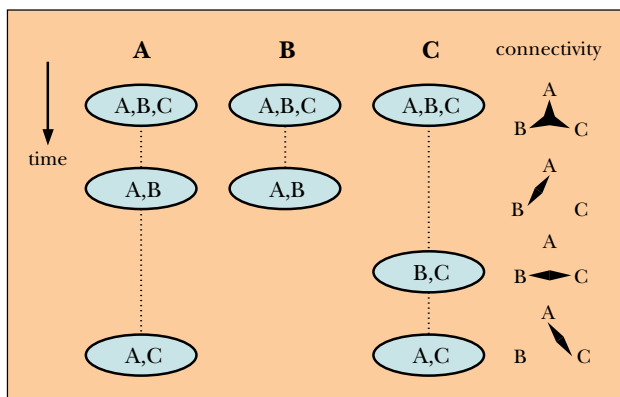 A B C connectivity
A,B,C A,B,C A,B,C
A
B C
time
A,B A,B
A
B C
A
B,C
B C
A
A,C A,C
B C